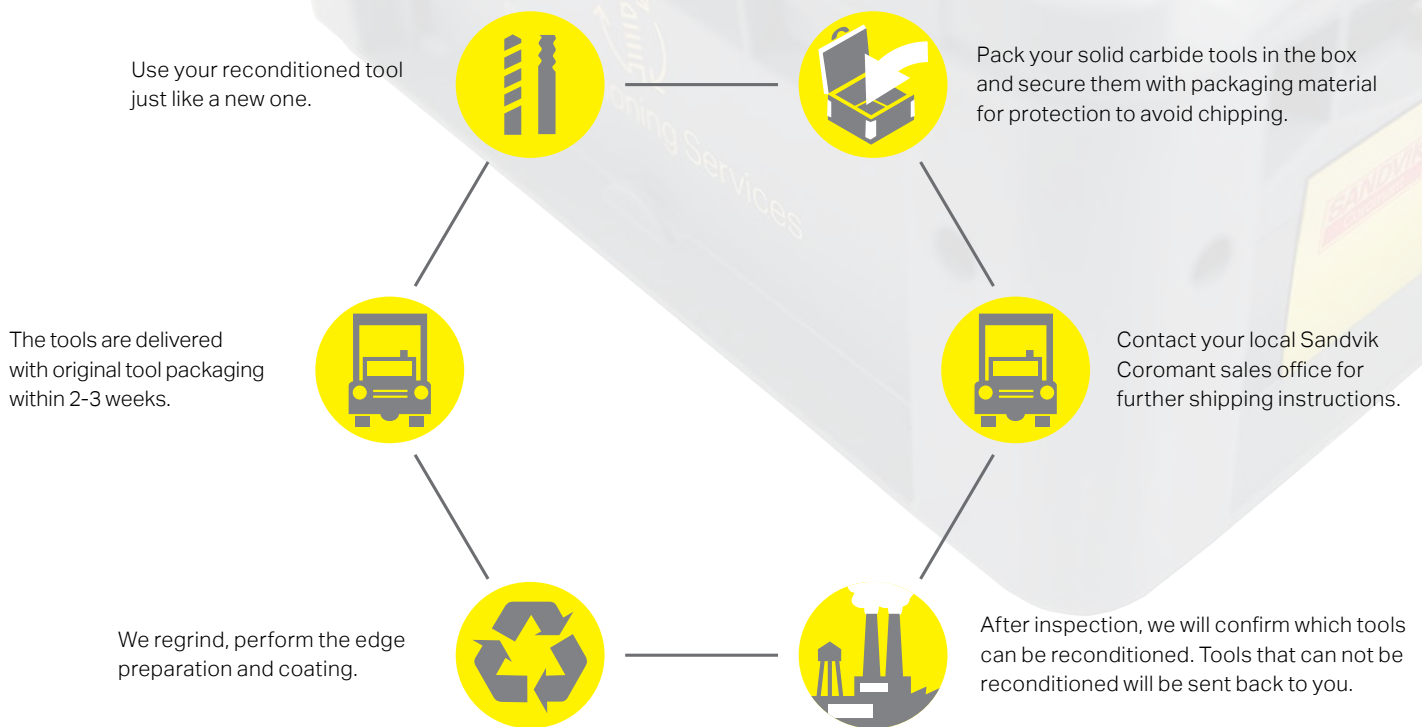 Use your reconditioned tool
just like a new one.
Pack your solid carbide tools in the box
and secure them with packaging material
for protection to avoid chipping.
The tools are delivered
with original tool packaging
within 2-3 weeks.
Contact your local Sandvik
Coromant sales office for
further shipping instructions.
We regrind, perform the edge
preparation and coating.
After inspection, we will confirm which tools
can be reconditioned. Tools that can not be
reconditioned will be sent back to you.
Services
SANDVIK